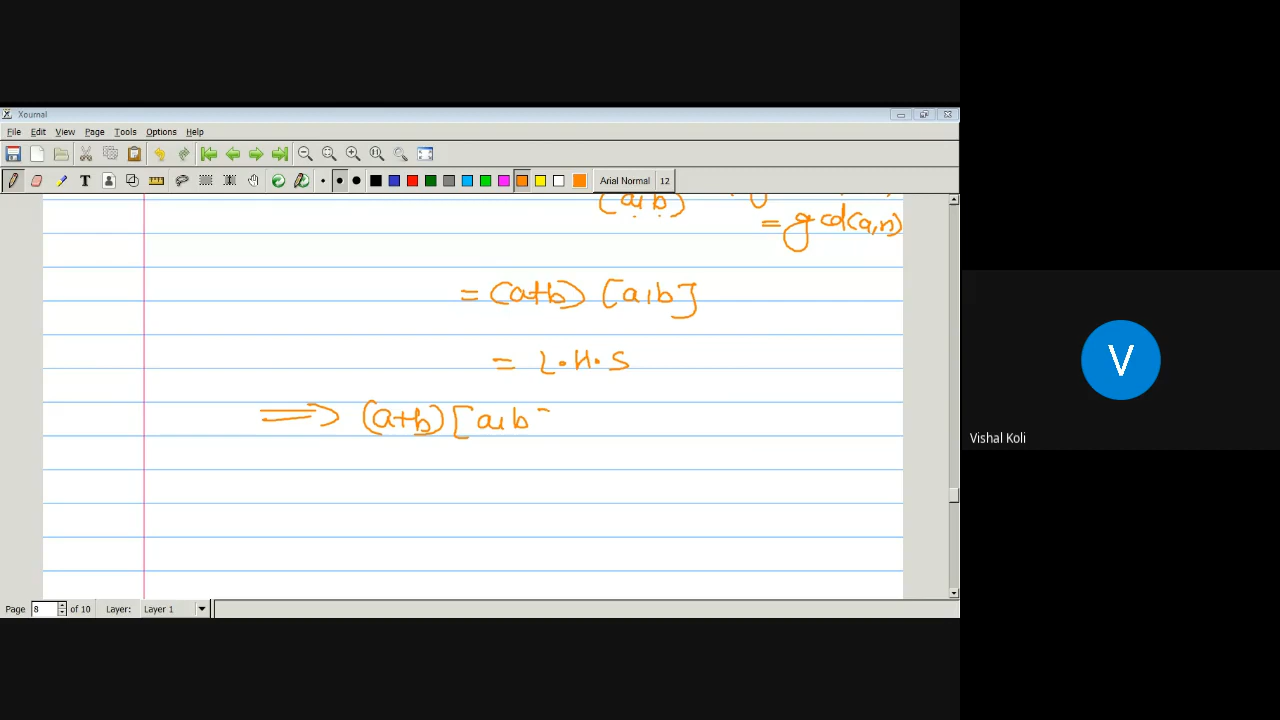 Xournal
File Edit View Page Tools Options Help
T Arial Normal 12
(a,b)
= gcd(a,n)
= (a+b) [a,b]
= L.H.S
⟹ (a+b)[a,b
V
Vishal Koli
Page 8 of 10 Layer: Layer 1